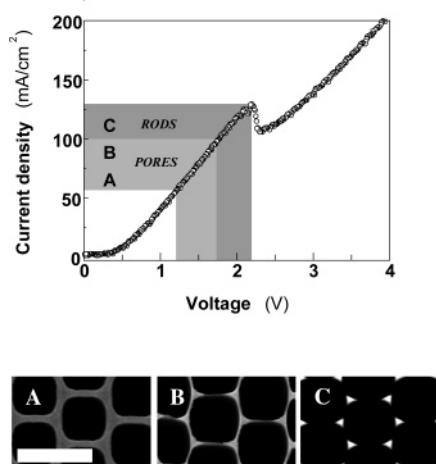 200
150
100
50
0
Current density (mA/cm²)
C RODS
B PORES
A
0 1 2 3 4
Voltage (V)
A B C